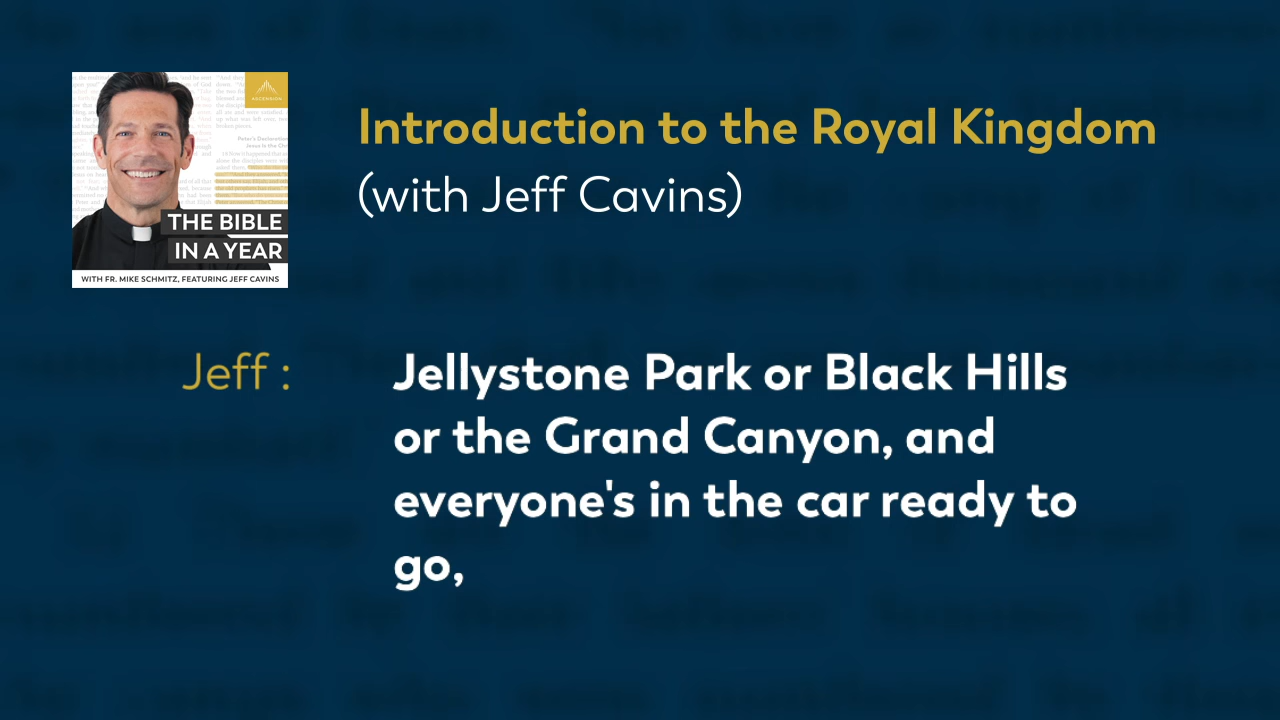 ASCENSION
THE BIBLE
IN A YEAR
WITH FR. MIKE SCHMITZ, FEATURING JEFF CAVINS
Introduction to the Royal Kingdom
(with Jeff Cavins)
Jeff :
Jellystone Park or Black Hills
or the Grand Canyon, and
everyone's in the car ready to
go,